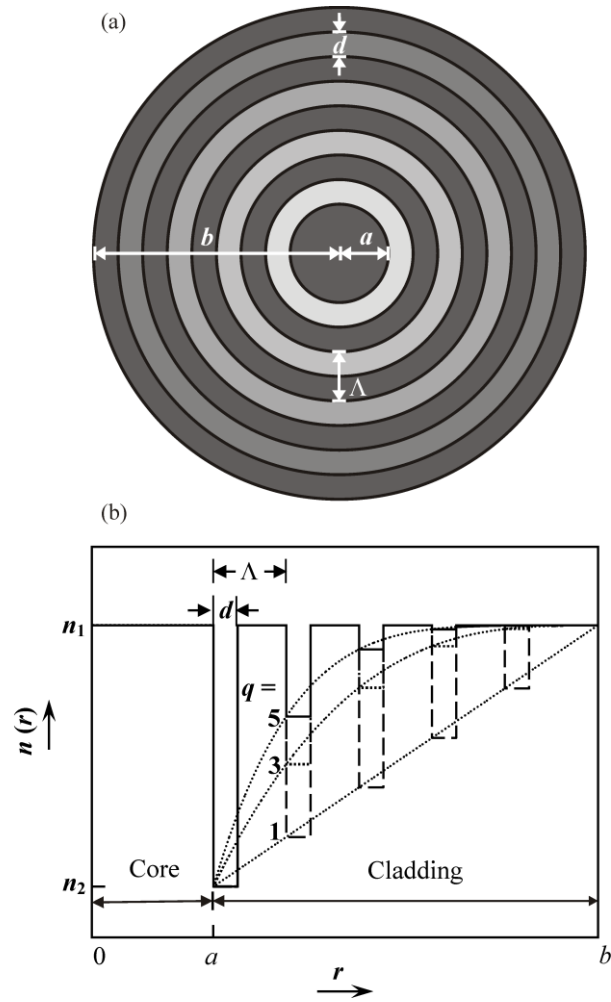 (a)
d
b
a
Λ
(b)
Λ
d
n1
q =
5
3
1
n (r)
Core
Cladding
n2
0
a
r
b